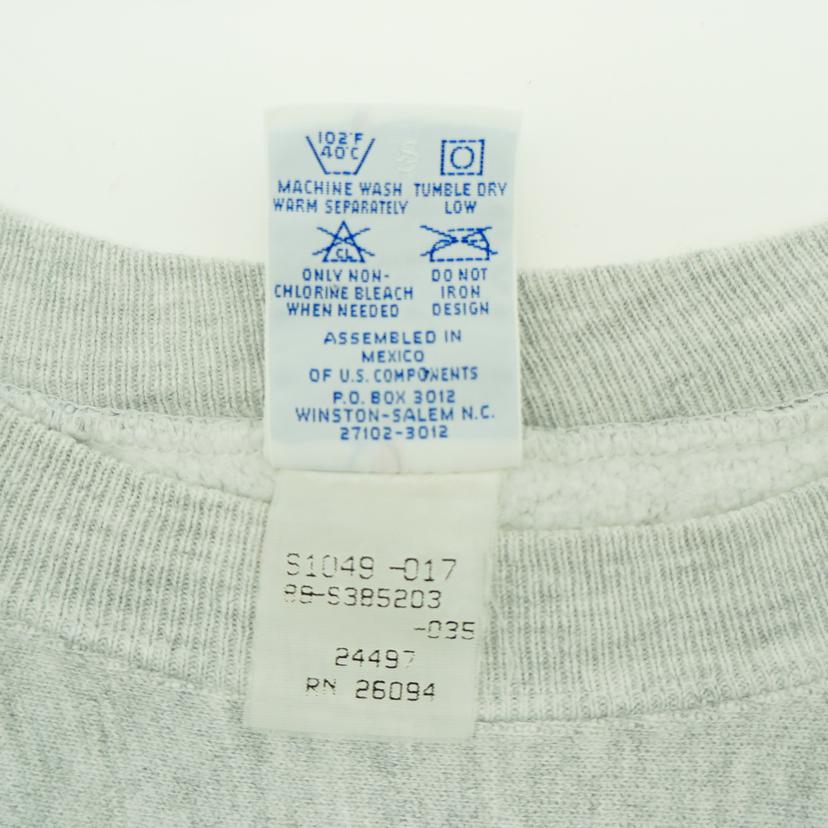 102°F
40°C
MACHINE WASH
WARM SEPARATELY
TUMBLE DRY
LOW
CL
ONLY NON-
CHLORINE BLEACH
WHEN NEEDED
DO NOT
IRON
DESIGN
ASSEMBLED IN
MEXICO
OF U.S. COMPONENTS
P.O. BOX 3012
WINSTON-SALEM N.C.
27102-3012
S1049 -017
-S385203
-035
24497
RN 26094